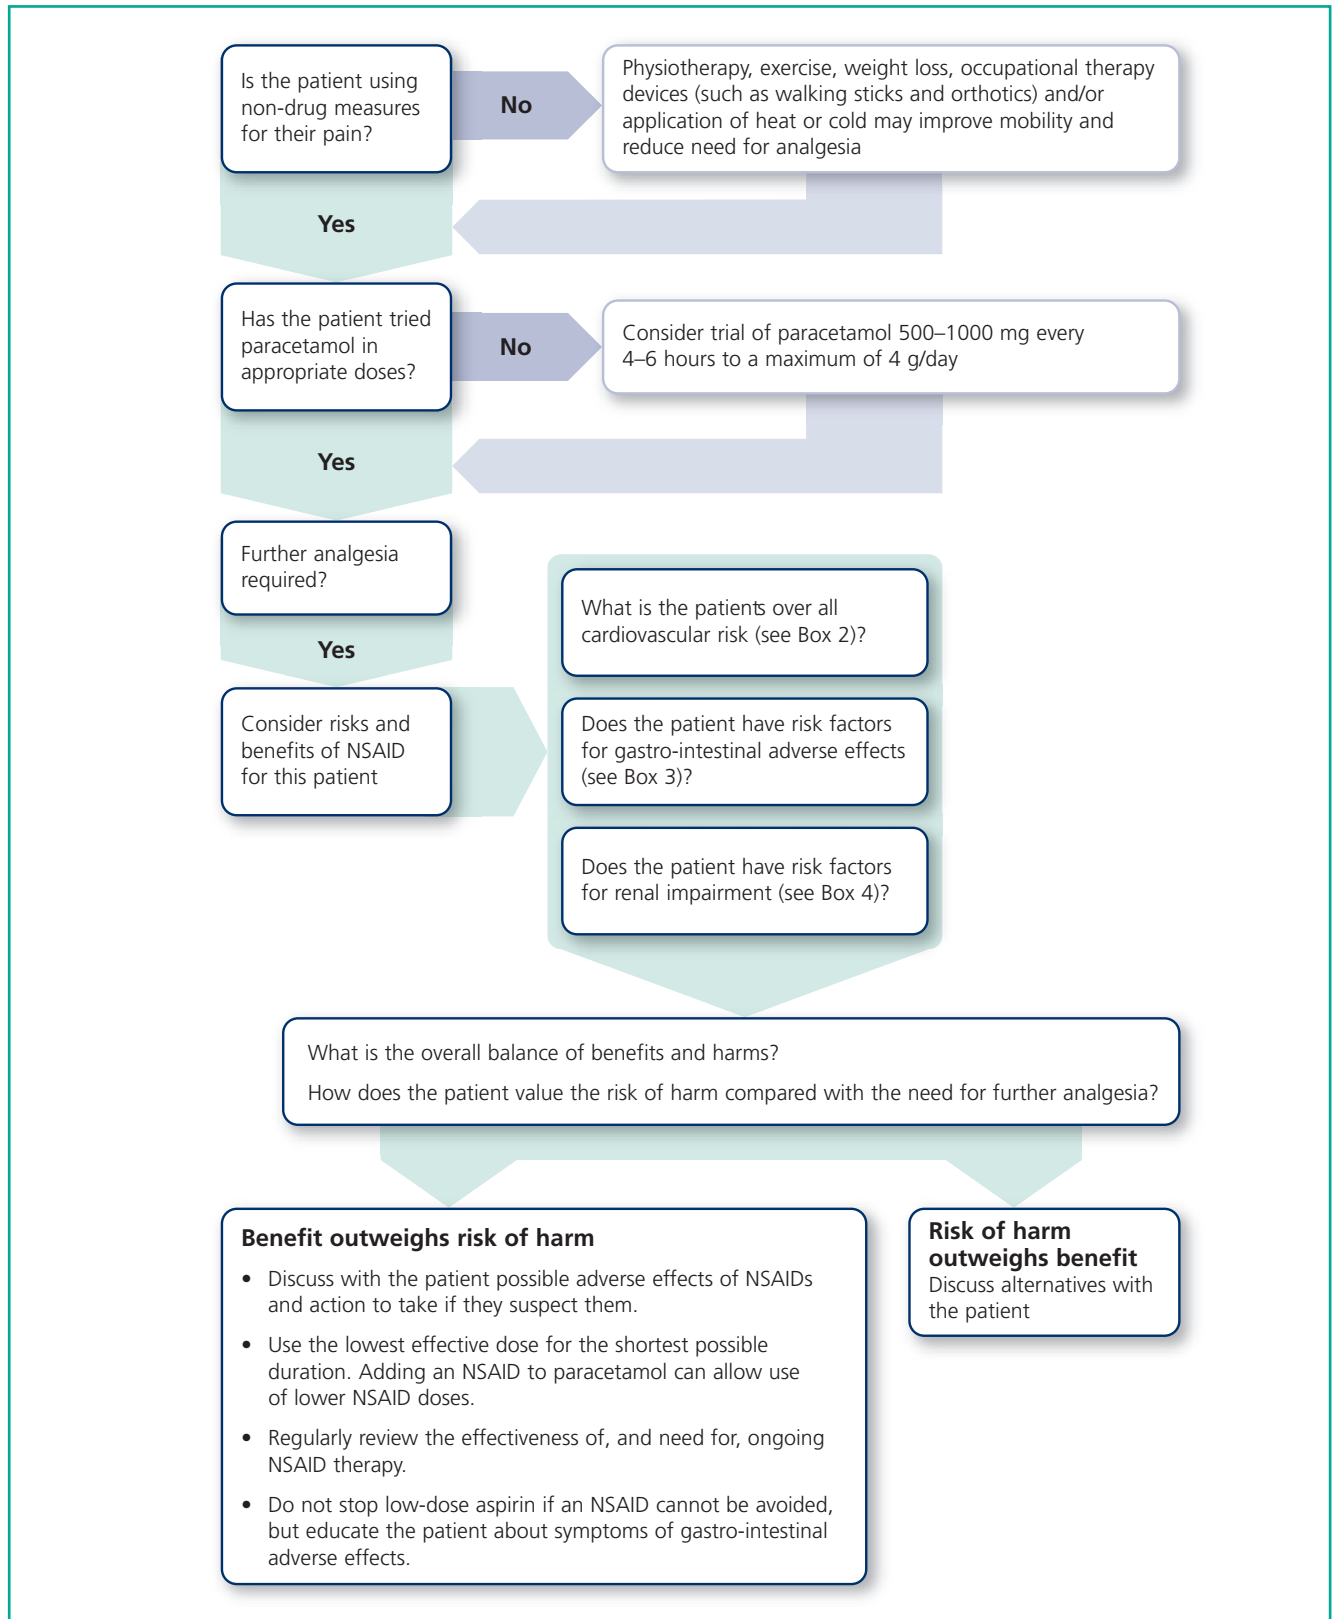 Is the patient using
non-drug measures
for their pain?
No
Physiotherapy, exercise, weight loss, occupational therapy
devices (such as walking sticks and orthotics) and/or
application of heat or cold may improve mobility and
reduce need for analgesia
Yes
Has the patient tried
paracetamol in
appropriate doses?
No
Consider trial of paracetamol 500–1000 mg every
4–6 hours to a maximum of 4 g/day
Yes
Further analgesia
required?
Yes
Consider risks and
benefits of NSAID
for this patient
What is the patients over all
cardiovascular risk (see Box 2)?
Does the patient have risk factors
for gastro-intestinal adverse effects
(see Box 3)?
Does the patient have risk factors
for renal impairment (see Box 4)?
What is the overall balance of benefits and harms?
How does the patient value the risk of harm compared with the need for further analgesia?
Benefit outweighs risk of harm
• Discuss with the patient possible adverse effects of NSAIDs
and action to take if they suspect them.
• Use the lowest effective dose for the shortest possible
duration. Adding an NSAID to paracetamol can allow use
of lower NSAID doses.
• Regularly review the effectiveness of, and need for, ongoing
NSAID therapy.
• Do not stop low-dose aspirin if an NSAID cannot be avoided,
but educate the patient about symptoms of gastro-intestinal
adverse effects.
Risk of harm
outweighs benefit
Discuss alternatives with
the patient